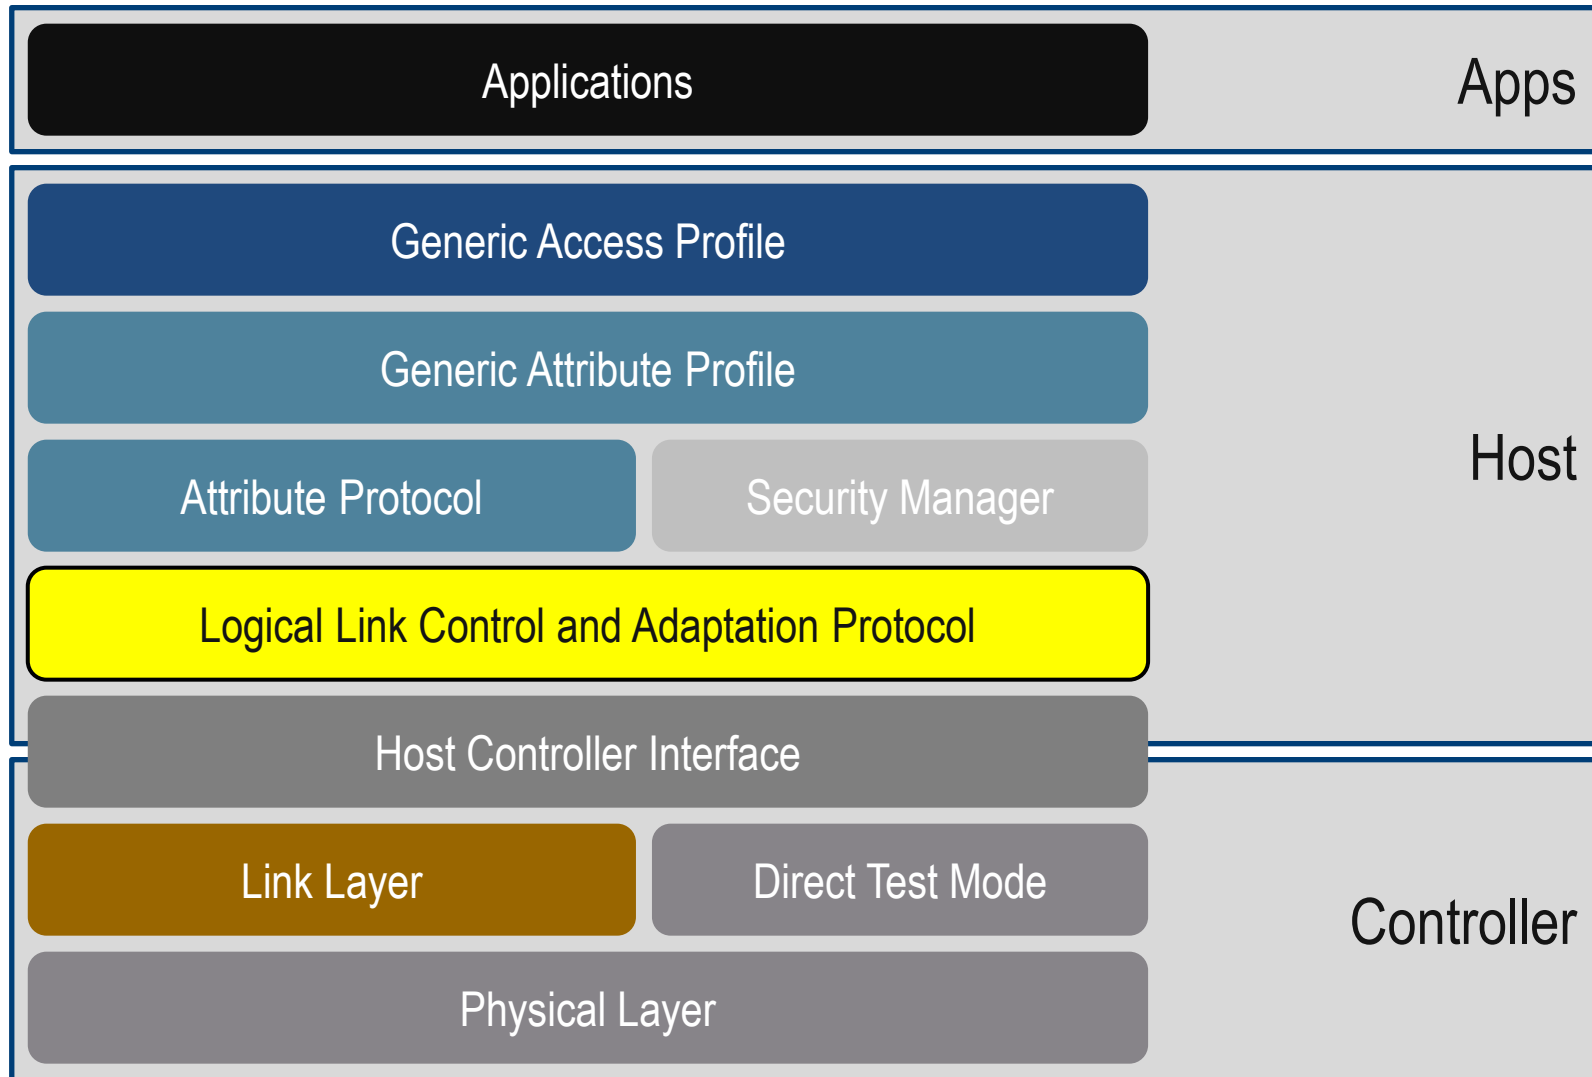 Applications
Apps
Generic Access Profile
Generic Attribute Profile
Host
Attribute Protocol
Security Manager
Logical Link Control and Adaptation Protocol
Host Controller Interface
Link Layer
Direct Test Mode
Controller
Physical Layer